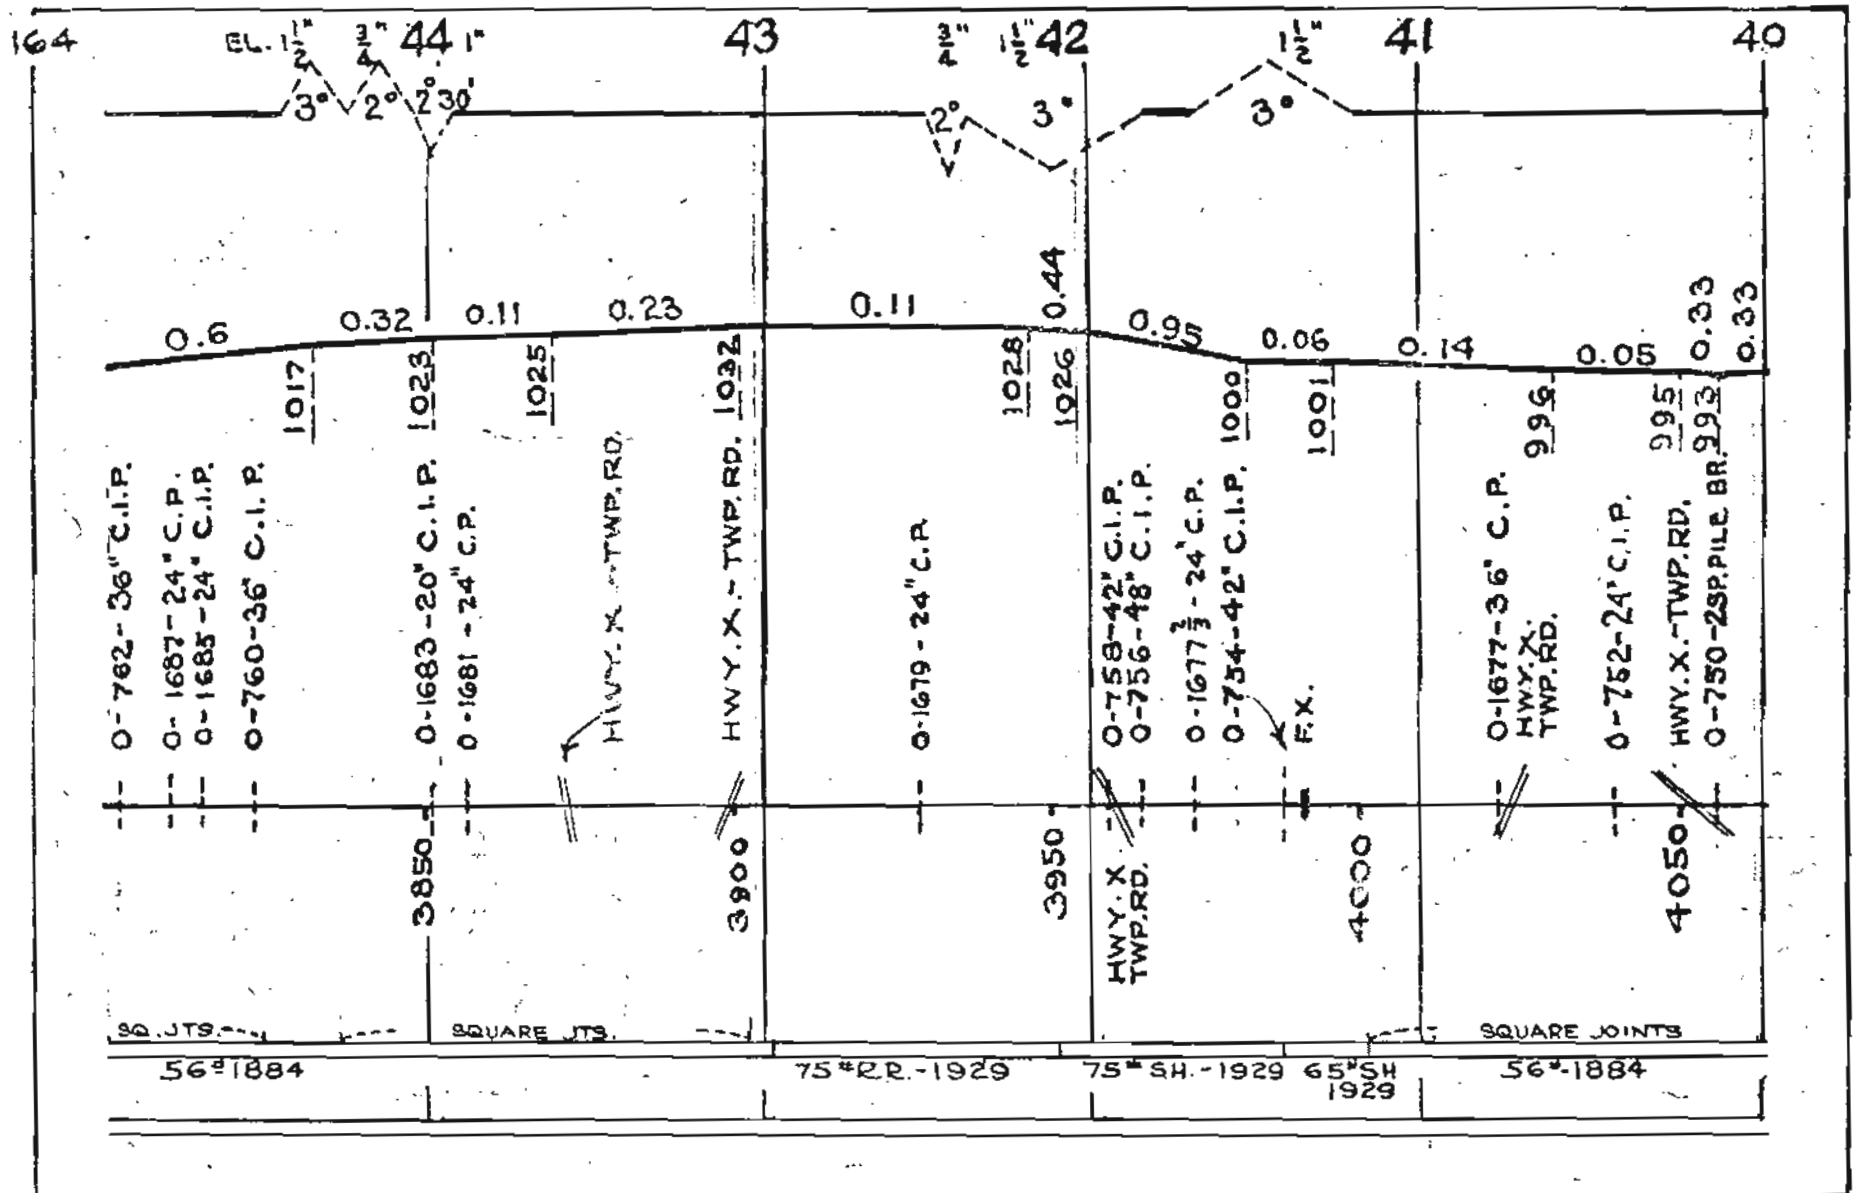 164 EL. 1½" ¾" 44 1" 43 ¾" 1½" 42 1½" 41 40
3° 2° 2°30' 2° 3° 3°
0.6 0.32 0.11 0.23 0.11 0.44 0.95 0.06 0.14 0.05 0.33 0.33
1017 1023 1025 1032 1028 1026 1000 1001 996 995 993
0-762-36" C.I.P.
0-1687-24" C.P.
0-1685-24" C.I.P.
0-760-36" C.I.P.
0-1683-20" C.I.P.
0-1681-24" C.P.
HWY. X.-TWP. RD.
HWY. X.-TWP. RD.
0-1679-24" C.P.
0-758-42" C.I.P.
0-756-48" C.I.P.
0-1677⅔-24" C.P.
0-754-42" C.I.P.
F.X.
0-1677-36" C.P.
HWY. X.
TWP. RD.
0-752-24" C.I.P.
HWY. X.-TWP. RD.
0-750-2SP. PILE BR.
3850 3900 3950 4000 4050
HWY. X
TWP. RD.
SQ. JTS. SQUARE JTS. SQUARE JOINTS
56# 1884 75# R.R.-1929 75# SH.-1929 65# SH 56#-1884
1929